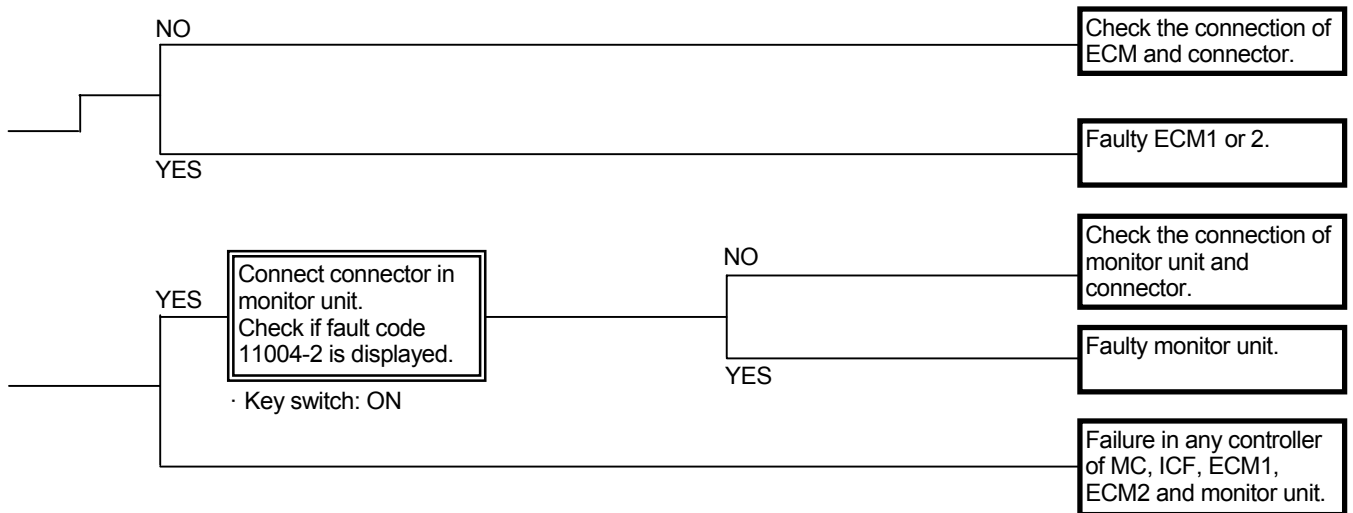 NO
Check the connection of
ECM and connector.
YES
Faulty ECM1 or 2.
YES
Connect connector in
monitor unit.
Check if fault code
11004-2 is displayed.
· Key switch: ON
NO
Check the connection of
monitor unit and
connector.
YES
Faulty monitor unit.
Failure in any controller
of MC, ICF, ECM1,
ECM2 and monitor unit.